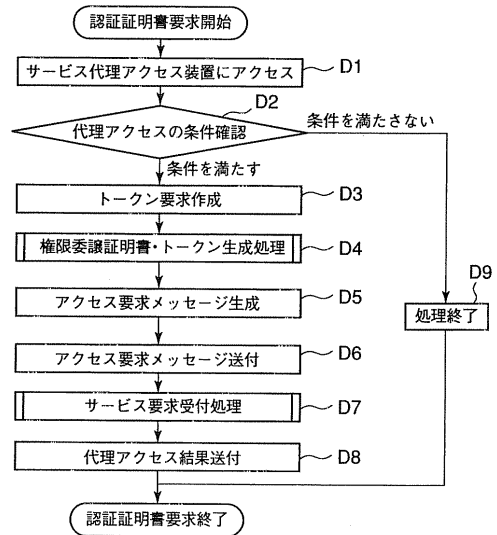 認証証明書要求開始
サービス代理アクセス装置にアクセス
D1
D2
代理アクセスの条件確認
条件を満たさない
条件を満たす
トークン要求作成
D3
権限委譲証明書・トークン生成処理
D4
D9
処理終了
アクセス要求メッセージ生成
D5
アクセス要求メッセージ送付
D6
サービス要求受付処理
D7
代理アクセス結果送付
D8
認証証明書要求終了